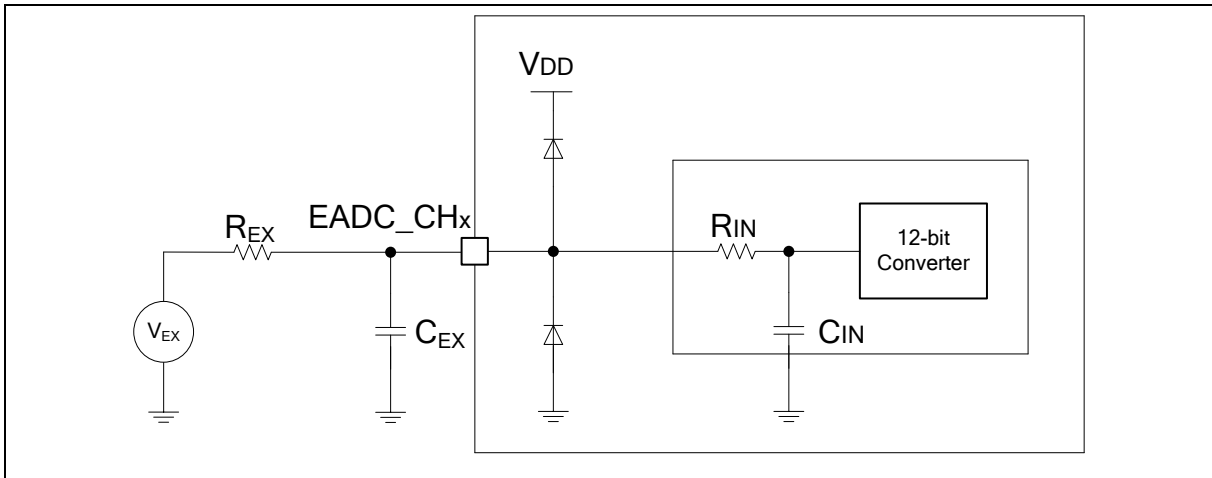 VDD
EADC_CHx
REX
RIN
12-bit
Converter
VEX
CEX
CIN